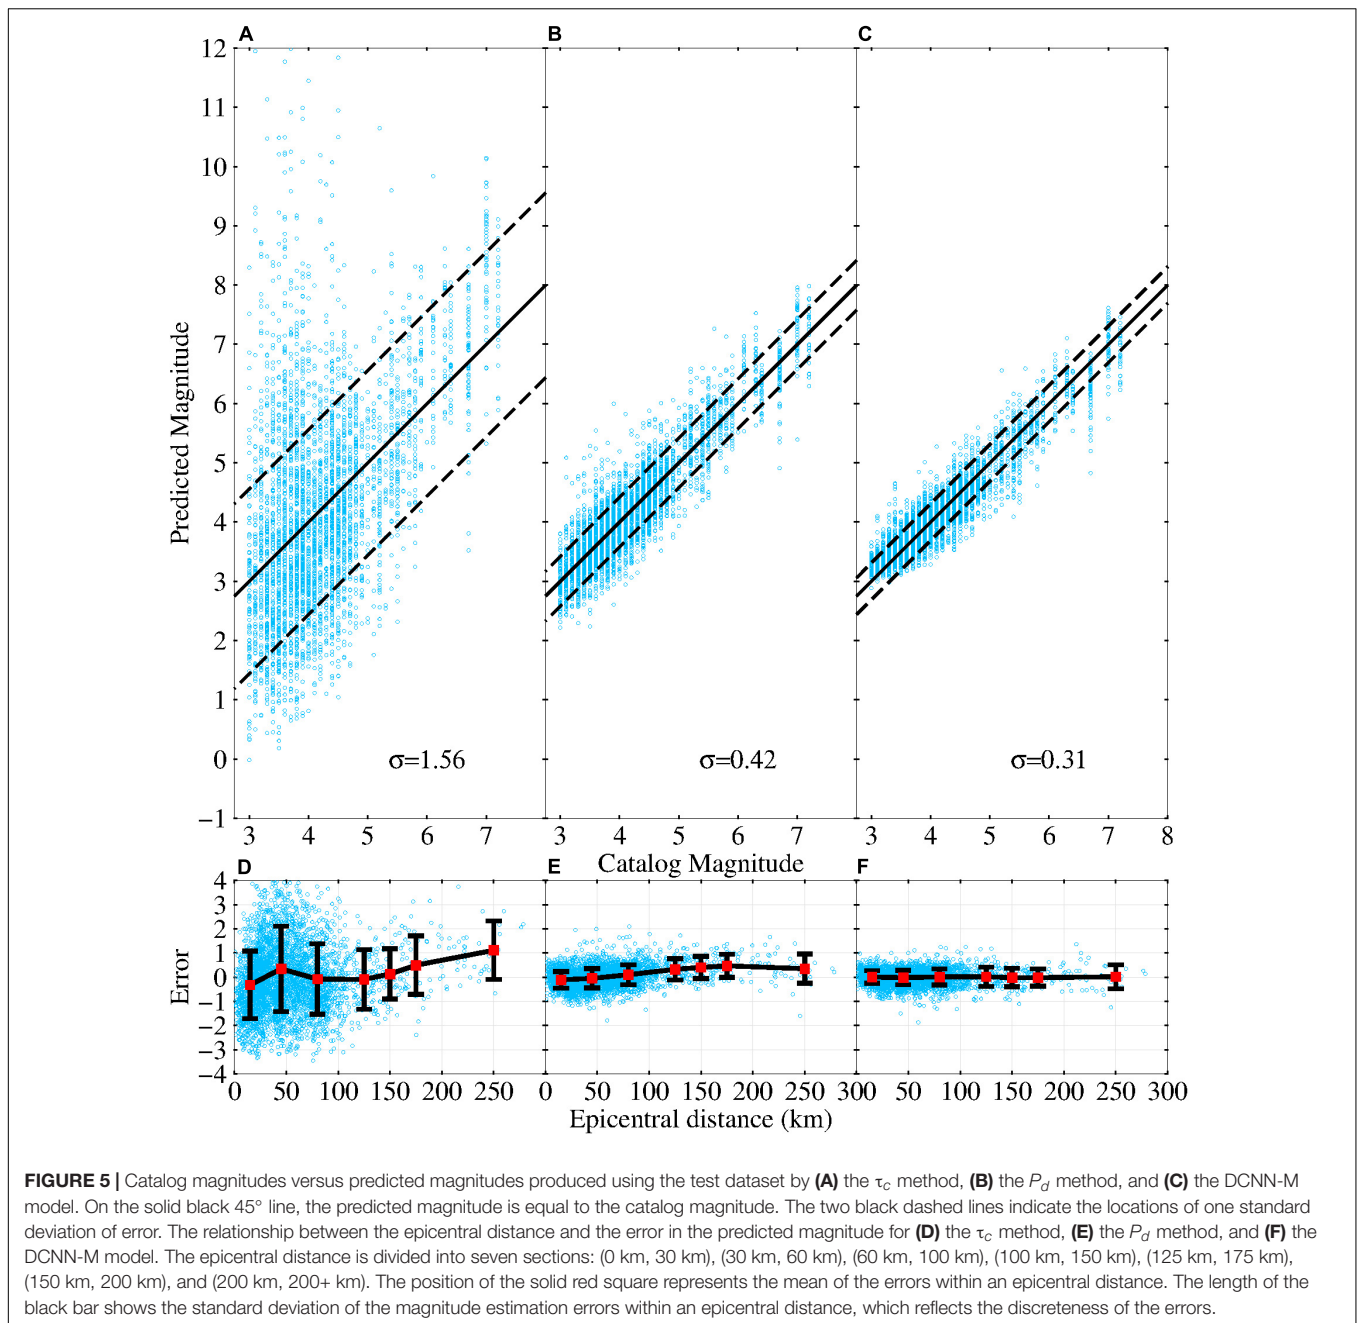 A B C
12
11
10
9
8
7
6
5
4
3
2
1
0
−1
Predicted Magnitude
σ=1.56 σ=0.42 σ=0.31
3 4 5 6 7 3 4 5 6 7 3 4 5 6 7 8
Catalog Magnitude
D E F
4
3
2
1
0
−1
−2
−3
−4
Error
0 50 100 150 200 250 0 50 100 150 200 250 300 0 50 100 150 200 250 300
Epicentral distance (km)
FIGURE 5 | Catalog magnitudes versus predicted magnitudes produced using the test dataset by (A) the τc method, (B) the Pd method, and (C) the DCNN-M
model. On the solid black 45° line, the predicted magnitude is equal to the catalog magnitude. The two black dashed lines indicate the locations of one standard
deviation of error. The relationship between the epicentral distance and the error in the predicted magnitude for (D) the τc method, (E) the Pd method, and (F) the
DCNN-M model. The epicentral distance is divided into seven sections: (0 km, 30 km), (30 km, 60 km), (60 km, 100 km), (100 km, 150 km), (125 km, 175 km),
(150 km, 200 km), and (200 km, 200+ km). The position of the solid red square represents the mean of the errors within an epicentral distance. The length of the
black bar shows the standard deviation of the magnitude estimation errors within an epicentral distance, which reflects the discreteness of the errors.